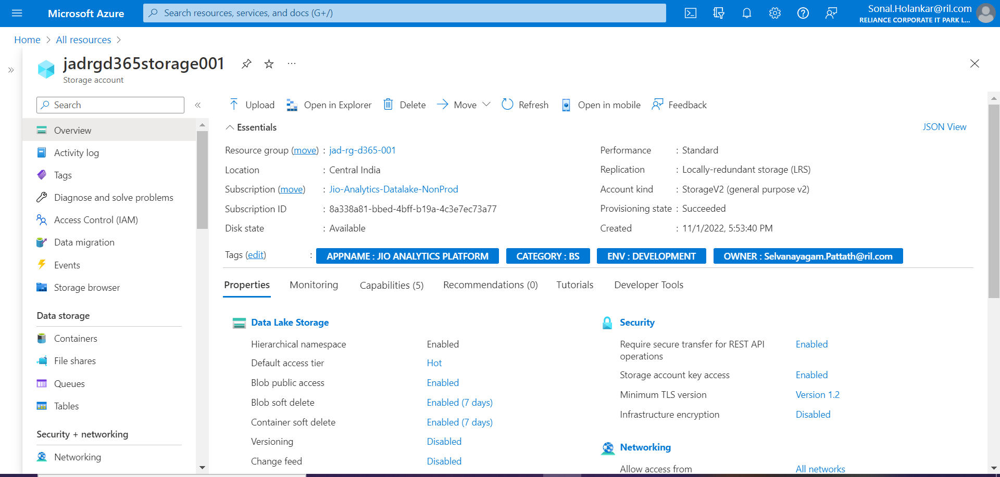 Microsoft Azure
Search resources, services, and docs (G+/)
Sonal.Holankar@ril.com
RELIANCE CORPORATE IT PARK L...
Home > All resources >
jadrgd365storage001
Storage account
Search
Overview
Activity log
Tags
Diagnose and solve problems
Access Control (IAM)
Data migration
Events
Storage browser
Data storage
Containers
File shares
Queues
Tables
Security + networking
Networking
Upload Open in Explorer Delete Move Refresh Open in mobile Feedback
Essentials
JSON View
Resource group (move) : jad-rg-d365-001
Location : Central India
Subscription (move) : Jio-Analytics-Datalake-NonProd
Subscription ID : 8a338a81-bbed-4bff-b19a-4c3e7ec73a77
Disk state : Available
Performance : Standard
Replication : Locally-redundant storage (LRS)
Account kind : StorageV2 (general purpose v2)
Provisioning state : Succeeded
Created : 11/1/2022, 5:53:40 PM
Tags (edit) : APPNAME : JIO ANALYTICS PLATFORM CATEGORY : BS ENV : DEVELOPMENT OWNER : Selvanayagam.Pattath@ril.com
Properties Monitoring Capabilities (5) Recommendations (0) Tutorials Developer Tools
Data Lake Storage
Hierarchical namespace Enabled
Default access tier Hot
Blob public access Enabled
Blob soft delete Enabled (7 days)
Container soft delete Enabled (7 days)
Versioning Disabled
Change feed Disabled
Security
Require secure transfer for REST API Enabled
operations
Storage account key access Enabled
Minimum TLS version Version 1.2
Infrastructure encryption Disabled
Networking
Allow access from All networks